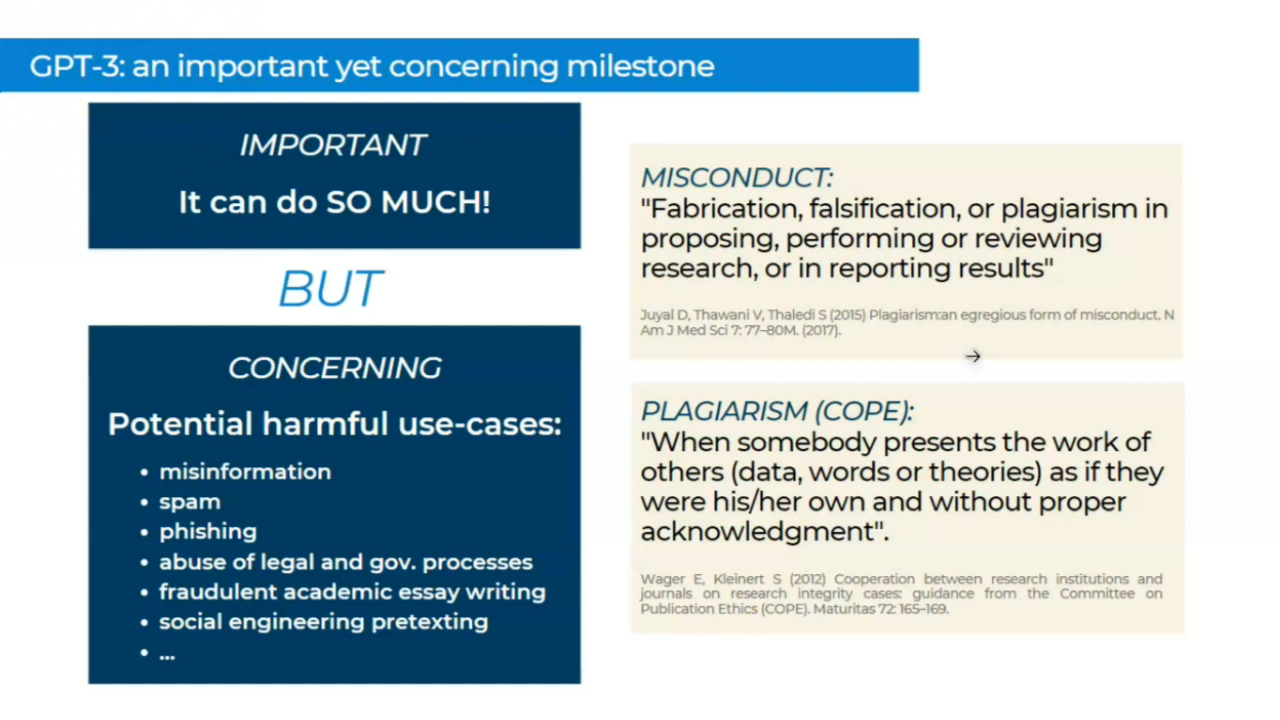 GPT-3: an important yet concerning milestone
IMPORTANT
It can do SO MUCH!
BUT
CONCERNING
Potential harmful use-cases:
• misinformation
• spam
• phishing
• abuse of legal and gov. processes
• fraudulent academic essay writing
• social engineering pretexting
• ...
MISCONDUCT:
"Fabrication, falsification, or plagiarism in
proposing, performing or reviewing
research, or in reporting results"
Juyal D, Thawani V, Thaledi S (2015) Plagiarism:an egregious form of misconduct. N
Am J Med Sci 7: 77–80M. (2017).
PLAGIARISM (COPE):
"When somebody presents the work of
others (data, words or theories) as if they
were his/her own and without proper
acknowledgment".
Wager E, Kleinert S (2012) Cooperation between research institutions and
journals on research integrity cases: guidance from the Committee on
Publication Ethics (COPE). Maturitas 72: 165–169.